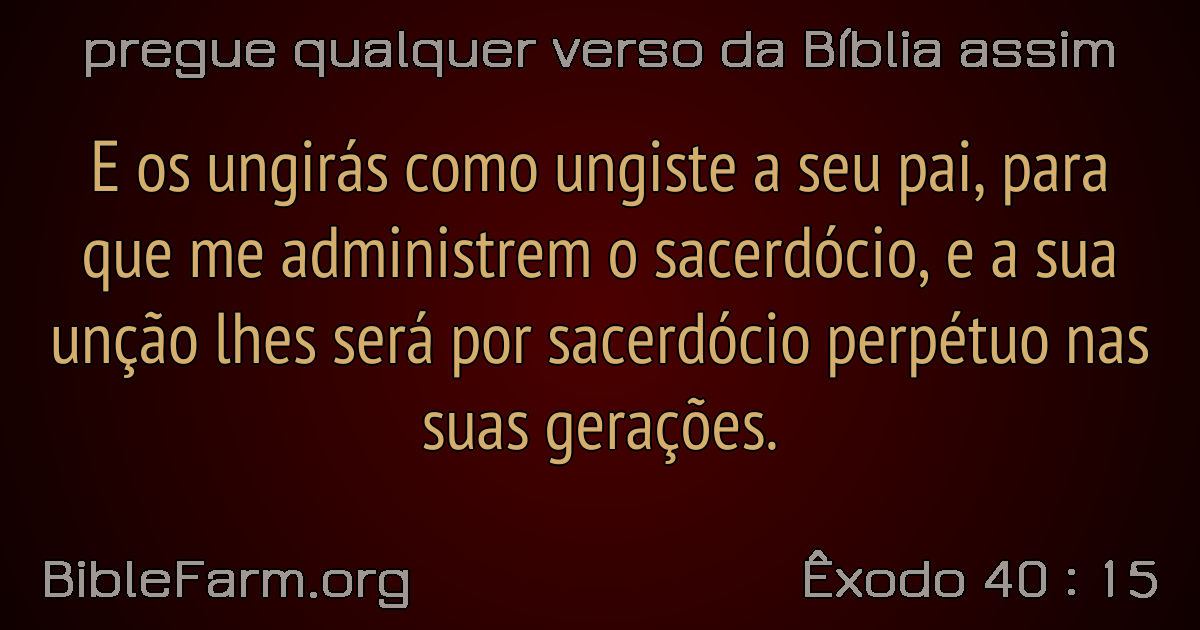 pregue qualquer verso da Bíblia assim
E os ungirás como ungiste a seu pai, para
que me administrem o sacerdócio, e a sua
unção lhes será por sacerdócio perpétuo nas
suas gerações.
BibleFarm.org
Êxodo 40 : 15